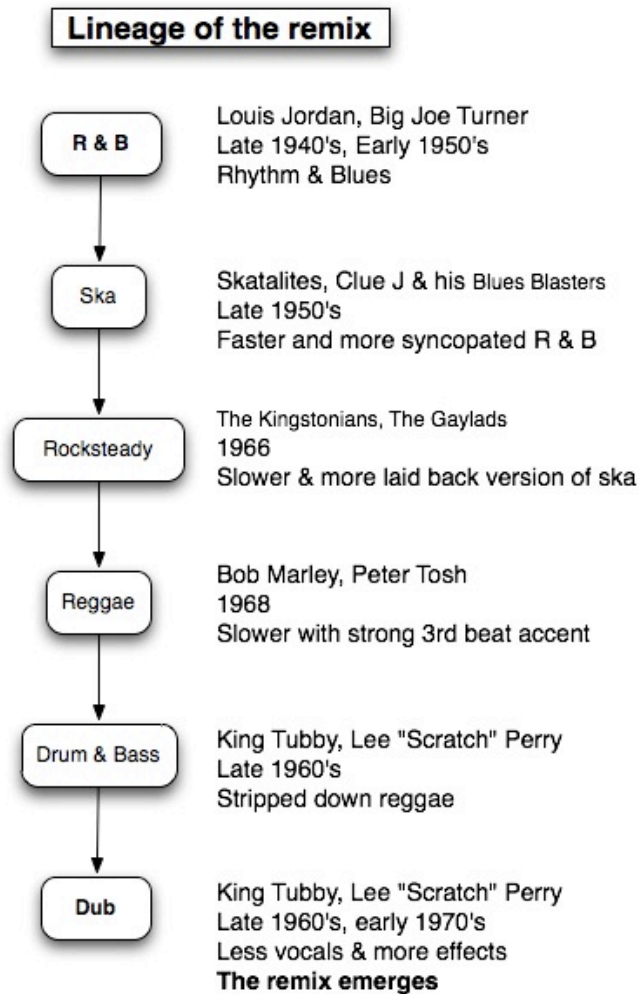 Lineage of the remix
R & B
Louis Jordan, Big Joe Turner
Late 1940's, Early 1950's
Rhythm & Blues
Ska
Skatalites, Clue J & his Blues Blasters
Late 1950's
Faster and more syncopated R & B
Rocksteady
The Kingstonians, The Gaylads
1966
Slower & more laid back version of ska
Reggae
Bob Marley, Peter Tosh
1968
Slower with strong 3rd beat accent
Drum & Bass
King Tubby, Lee "Scratch" Perry
Late 1960's
Stripped down reggae
Dub
King Tubby, Lee "Scratch" Perry
Late 1960's, early 1970's
Less vocals & more effects
The remix emerges